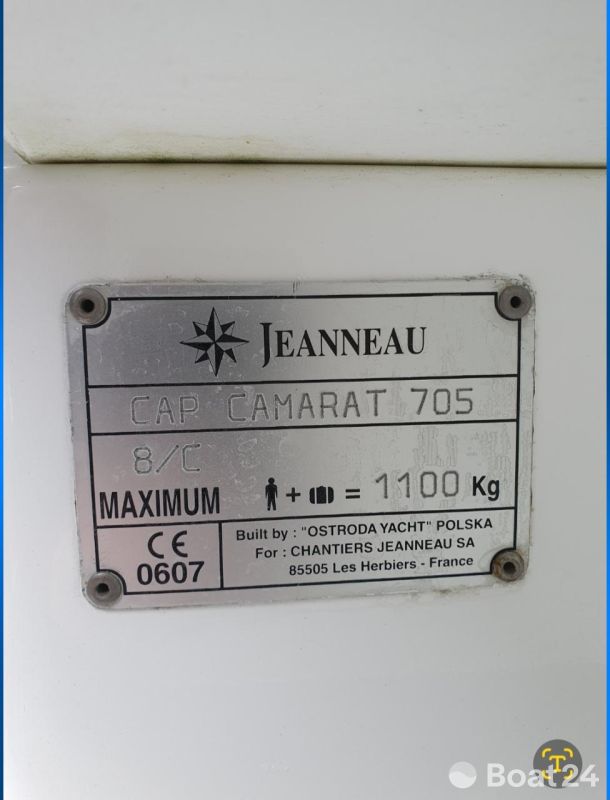 JEANNEAU
CAP CAMARAT 705
8/C
MAXIMUM + = 1100 Kg
CE
0607
Built by : "OSTRODA YACHT" POLSKA
For : CHANTIERS JEANNEAU SA
85505 Les Herbiers - France
T
Boat24